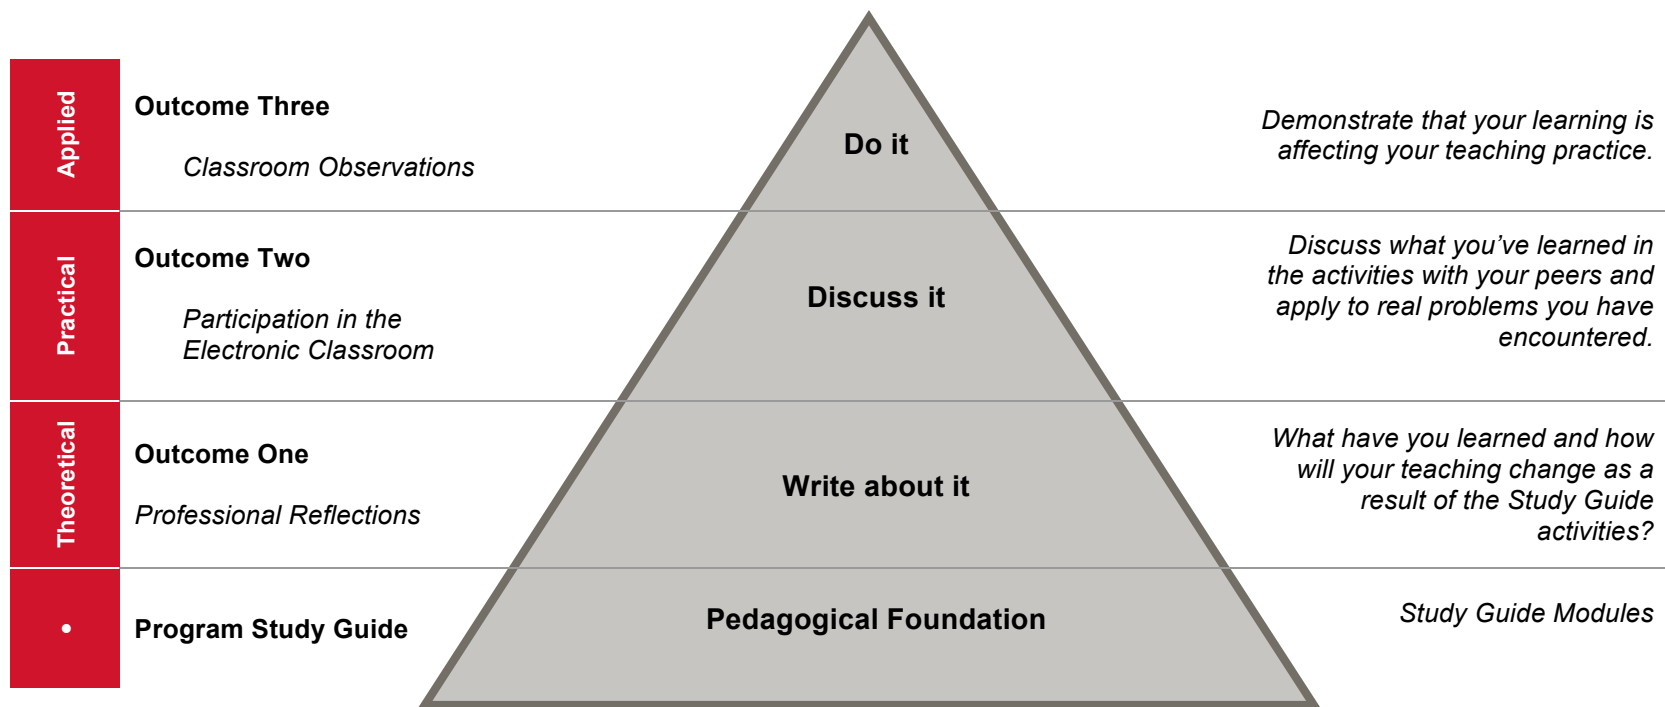 Applied
Outcome Three
Classroom Observations
Do it
Demonstrate that your learning is
affecting your teaching practice.
Practical
Outcome Two
Participation in the
Electronic Classroom
Discuss it
Discuss what you’ve learned in
the activities with your peers and
apply to real problems you have
encountered.
Theoretical
Outcome One
Professional Reflections
Write about it
What have you learned and how
will your teaching change as a
result of the Study Guide
activities?
•
Program Study Guide
Pedagogical Foundation
Study Guide Modules